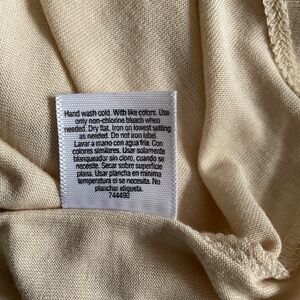 Hand wash cold. With like colors. Use
only non-chlorine bleach when
needed. Dry flat. Iron on lowest setting
as needed. Do not iron label.
Lavar a mano con agua fria. Con
colores similares. Usar solamente
blanqueador sin cloro, cuando se
necesite. Secar sobre superficie
plana. Usar plancha en minima
temperatura si se necesita. No
planchar etiqueta.
744490